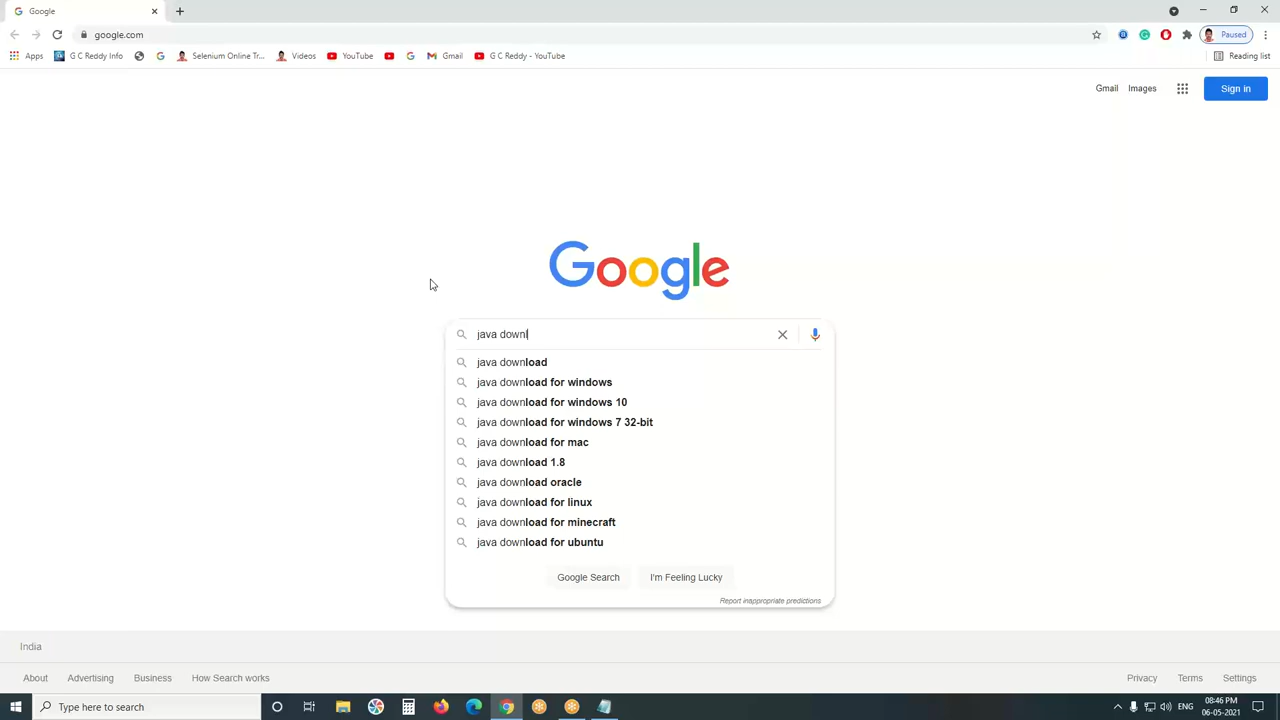 Google
google.com
Paused
Apps
G C Reddy Info
Selenium Online Tr...
Videos
YouTube
Gmail
G C Reddy - YouTube
Reading list
Gmail
Images
Sign in
Google
java downl
java download
java download for windows
java download for windows 10
java download for windows 7 32-bit
java download for mac
java download 1.8
java download oracle
java download for linux
java download for minecraft
java download for ubuntu
Google Search
I'm Feeling Lucky
Report inappropriate predictions
India
About
Advertising
Business
How Search works
Privacy
Terms
Settings
Type here to search
08:46 PM
06-05-2021